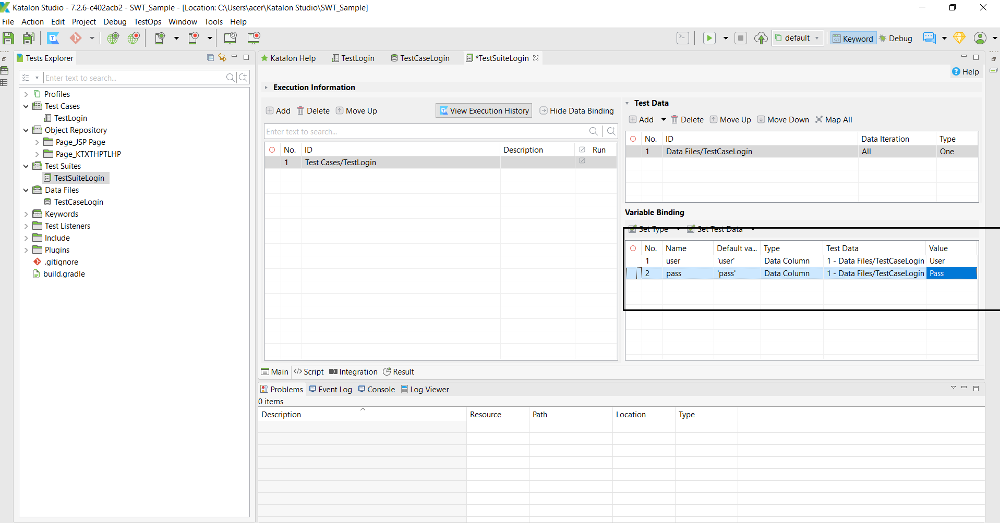 Katalon Studio - 7.2.6-c402acb2 - SWT_Sample - [Location: C:\Users\acer\Katalon Studio\SWT_Sample]
File Action Edit Project Debug TestOps Window Tools Help
default Keyword Debug
Tests Explorer
Enter text to search...
Profiles
Test Cases
TestLogin
Object Repository
Page_JSP Page
Page_KTXTHPTLHP
Test Suites
TestSuiteLogin
Data Files
TestCaseLogin
Keywords
Test Listeners
Include
Plugins
.gitignore
build.gradle
Katalon Help TestLogin TestCaseLogin *TestSuiteLogin
Help
Execution Information
Add Delete Move Up View Execution History Hide Data Binding
Enter text to search...
No. ID Description Run
1 Test Cases/TestLogin
Test Data
Add Delete Move Up Move Down Map All
No. ID Data Iteration Type
1 Data Files/TestCaseLogin All One
Variable Binding
Set Type Set Test Data
No. Name Default va... Type Test Data Value
1 user 'user' Data Column 1 - Data Files/TestCaseLogin User
2 pass 'pass' Data Column 1 - Data Files/TestCaseLogin Pass
Main Script Integration Result
Problems Event Log Console Log Viewer
0 items
Description Resource Path Location Type